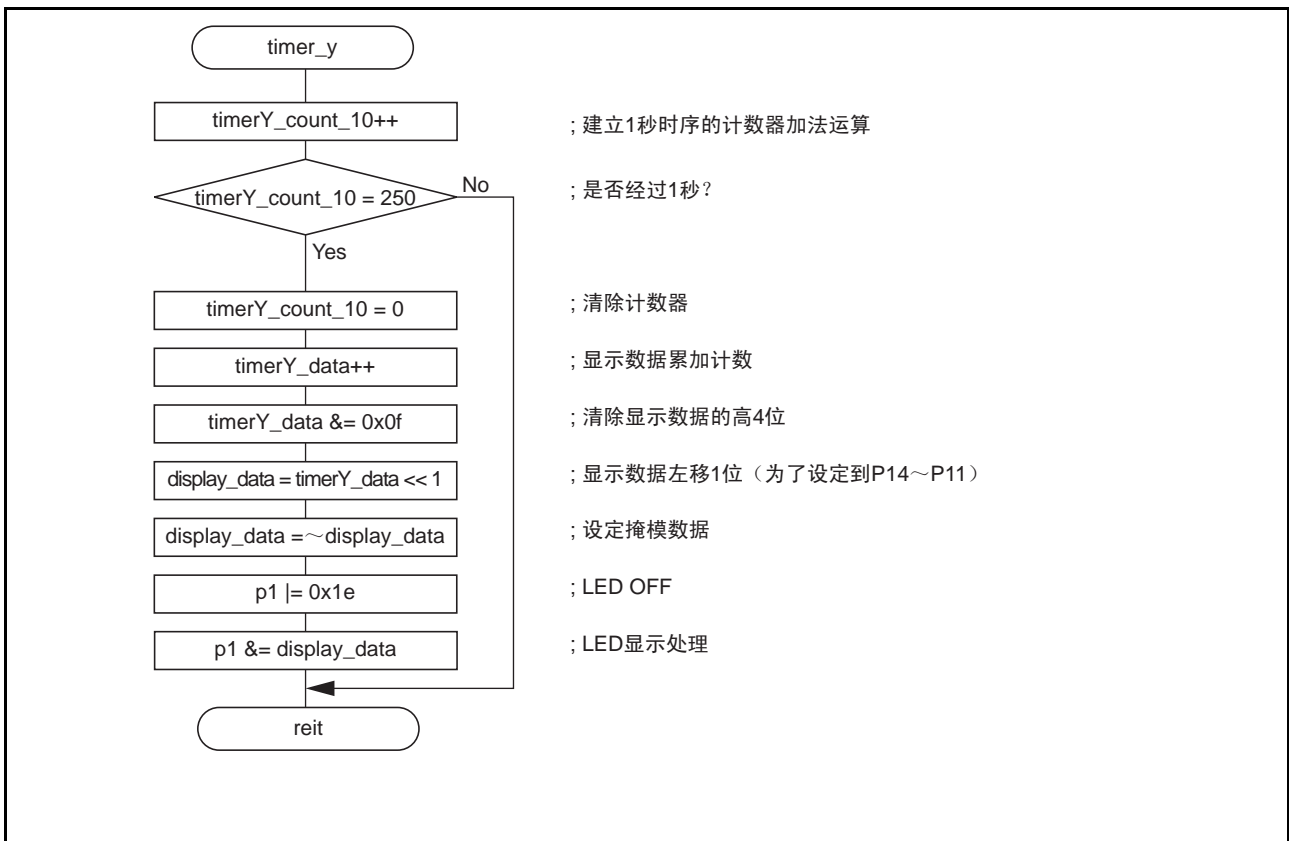 timer_y
timerY_count_10++
; 建立1秒时序的计数器加法运算
timerY_count_10 = 250
No
; 是否经过1秒？
Yes
timerY_count_10 = 0
; 清除计数器
timerY_data++
; 显示数据累加计数
timerY_data &= 0x0f
; 清除显示数据的高4位
display_data = timerY_data << 1
; 显示数据左移1位（为了设定到P14～P11）
display_data =～display_data
; 设定掩模数据
p1 |= 0x1e
; LED OFF
p1 &= display_data
; LED显示处理
reit